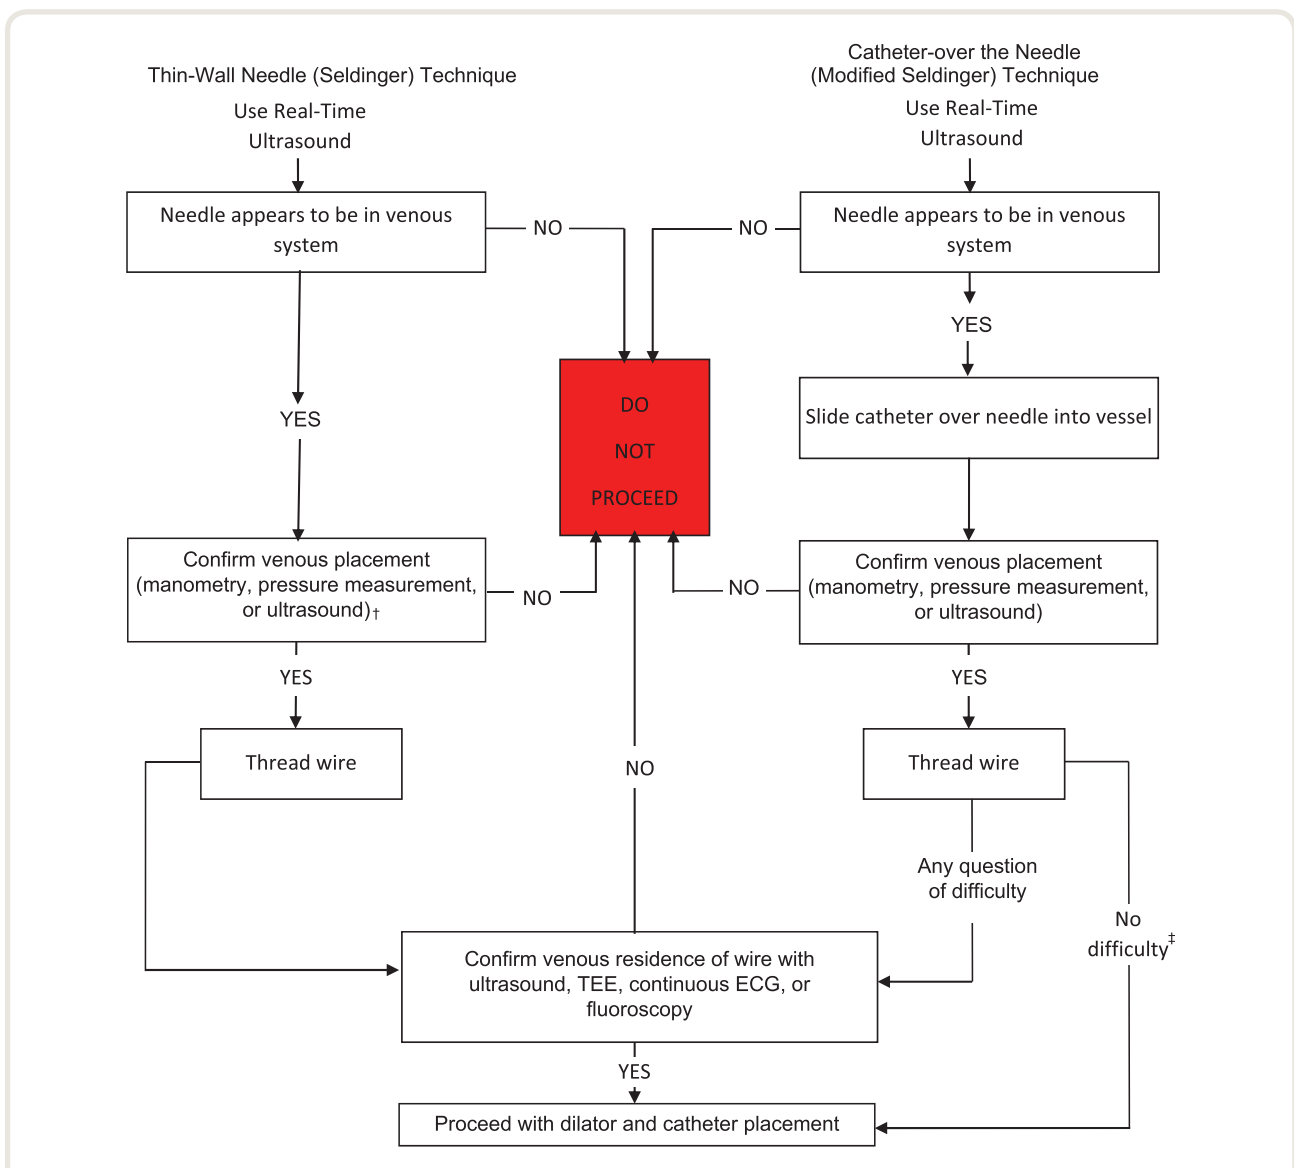 Thin-Wall Needle (Seldinger) Technique
Use Real-Time
Ultrasound
Catheter-over the Needle
(Modified Seldinger) Technique
Use Real-Time
Ultrasound
Needle appears to be in venous
system
NO
NO
Needle appears to be in venous
system
YES
YES
Slide catheter over needle into vessel
DO
NOT
PROCEED
Confirm venous placement
(manometry, pressure measurement,
or ultrasound)†
NO
NO
Confirm venous placement
(manometry, pressure measurement,
or ultrasound)
YES
YES
Thread wire
NO
Thread wire
Any question
of difficulty
No
difficulty‡
Confirm venous residence of wire with
ultrasound, TEE, continuous ECG, or
fluoroscopy
YES
Proceed with dilator and catheter placement